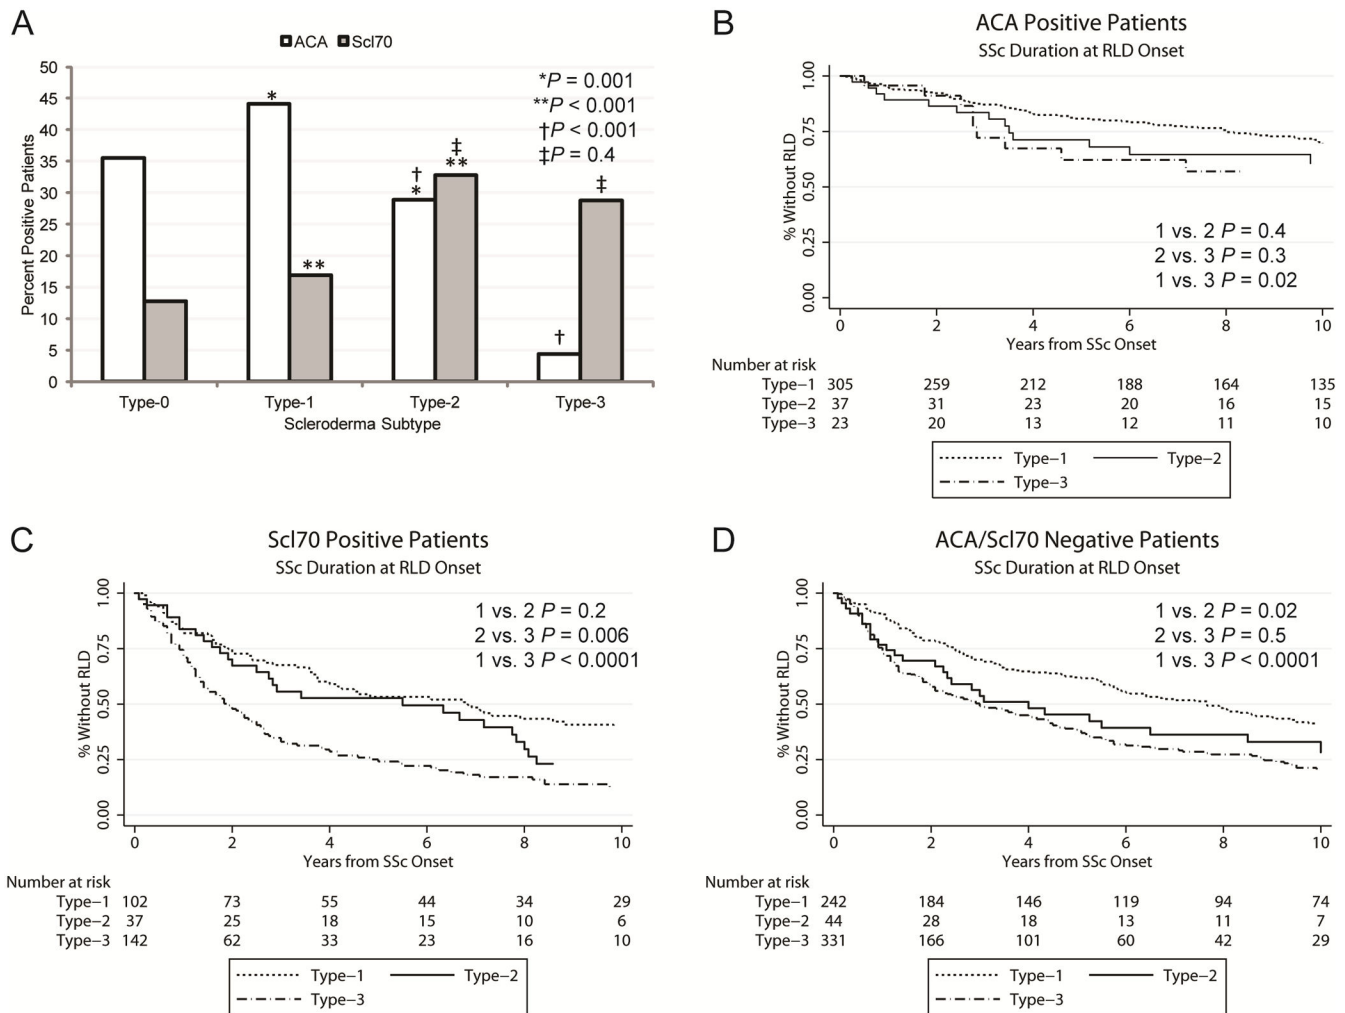 A
ACA Scl70
*P = 0.001
**P < 0.001
†P < 0.001
‡P = 0.4
Percent Positive Patients
50
45
40
35
30
25
20
15
10
5
0
*
**
†
*
‡
**
†
‡
Type-0 Type-1 Type-2 Type-3
Scleroderma Subtype
B
ACA Positive Patients
SSc Duration at RLD Onset
% Without RLD
1.00
0.75
0.50
0.25
0.00
1 vs. 2 P = 0.4
2 vs. 3 P = 0.3
1 vs. 3 P = 0.02
0 2 4 6 8 10
Years from SSc Onset
Number at risk
Type−1 305 259 212 188 164 135
Type−2 37 31 23 20 16 15
Type−3 23 20 13 12 11 10
Type−1 Type−2
Type−3
C
Scl70 Positive Patients
SSc Duration at RLD Onset
% Without RLD
1.00
0.75
0.50
0.25
0.00
1 vs. 2 P = 0.2
2 vs. 3 P = 0.006
1 vs. 3 P < 0.0001
0 2 4 6 8 10
Years from SSc Onset
Number at risk
Type−1 102 73 55 44 34 29
Type−2 37 25 18 15 10 6
Type−3 142 62 33 23 16 10
Type−1 Type−2
Type−3
D
ACA/Scl70 Negative Patients
SSc Duration at RLD Onset
% Without RLD
1.00
0.75
0.50
0.25
0.00
1 vs. 2 P = 0.02
2 vs. 3 P = 0.5
1 vs. 3 P < 0.0001
0 2 4 6 8 10
Years from SSc Onset
Number at risk
Type−1 242 184 146 119 94 74
Type−2 44 28 18 13 11 7
Type−3 331 166 101 60 42 29
Type−1 Type−2
Type−3